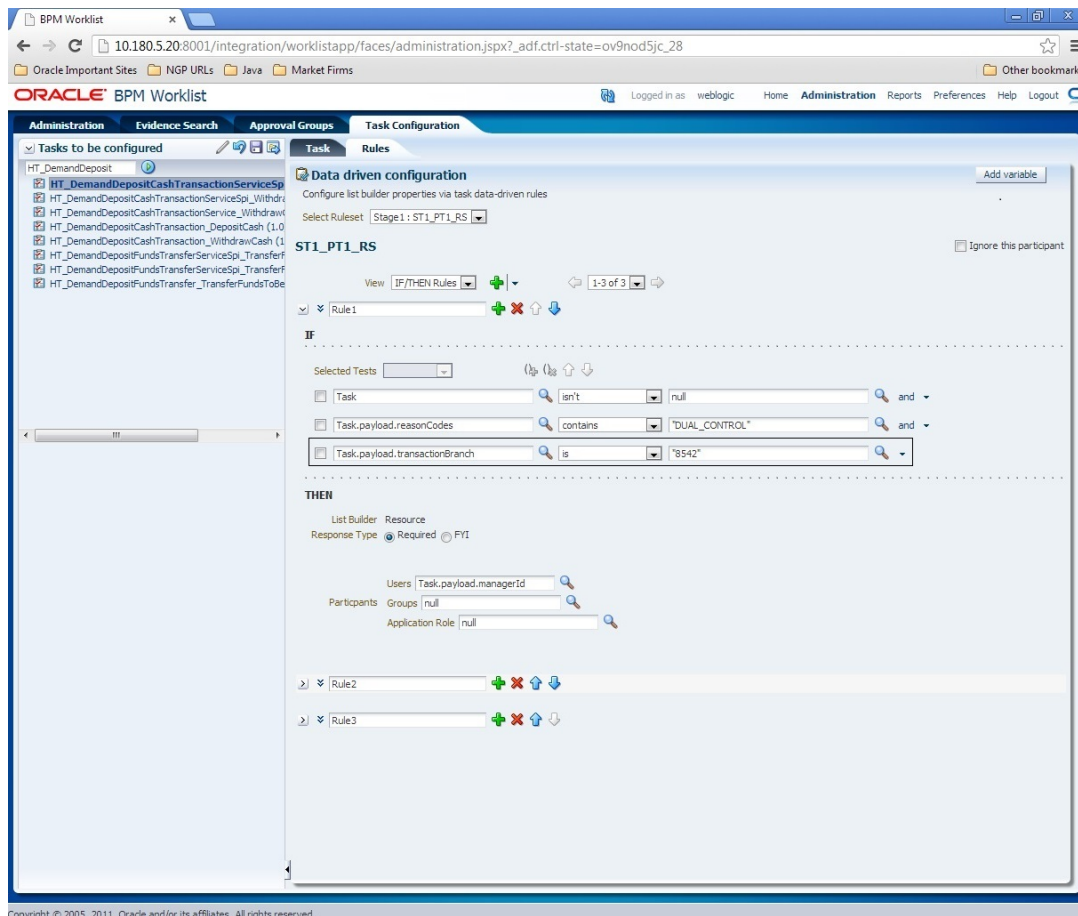 BPM Worklist
10.180.5.20:8001/integration/worklistapp/faces/administration.jspx?_adf.ctrl-state=ov9nod5jc_28
Oracle Important Sites NGP URLs Java Market Firms Other bookmark
ORACLE BPM Worklist Logged in as weblogic Home Administration Reports Preferences Help Logout
Administration Evidence Search Approval Groups Task Configuration
Tasks to be configured
HT_DemandDeposit
HT_DemandDepositCashTransactionServiceSp
HT_DemandDepositCashTransactionServiceSpi_Withdra
HT_DemandDepositCashTransactionService_Withdraw
HT_DemandDepositCashTransaction_DepositCash (1.0
HT_DemandDepositCashTransaction_WithdrawCash (1
HT_DemandDepositFundsTransferServiceSpi_TransferF
HT_DemandDepositFundsTransferServiceSpi_TransferF
HT_DemandDepositFundsTransfer_TransferFundsToBe
Task Rules
Data driven configuration Add variable
Configure list builder properties via task data-driven rules
Select Ruleset Stage1 : ST1_PT1_RS
ST1_PT1_RS Ignore this participant
View IF/THEN Rules 1-3 of 3
Rule1
IF
Selected Tests
Task isn't null and
Task.payload.reasonCodes contains "DUAL_CONTROL" and
Task.payload.transactionBranch is "8542"
THEN
List Builder Resource
Response Type Required FYI
Users Task.payload.managerId
Particpants Groups null
Application Role null
Rule2
Rule3
Copyright © 2005, 2011, Oracle and/or its affiliates. All rights reserved.